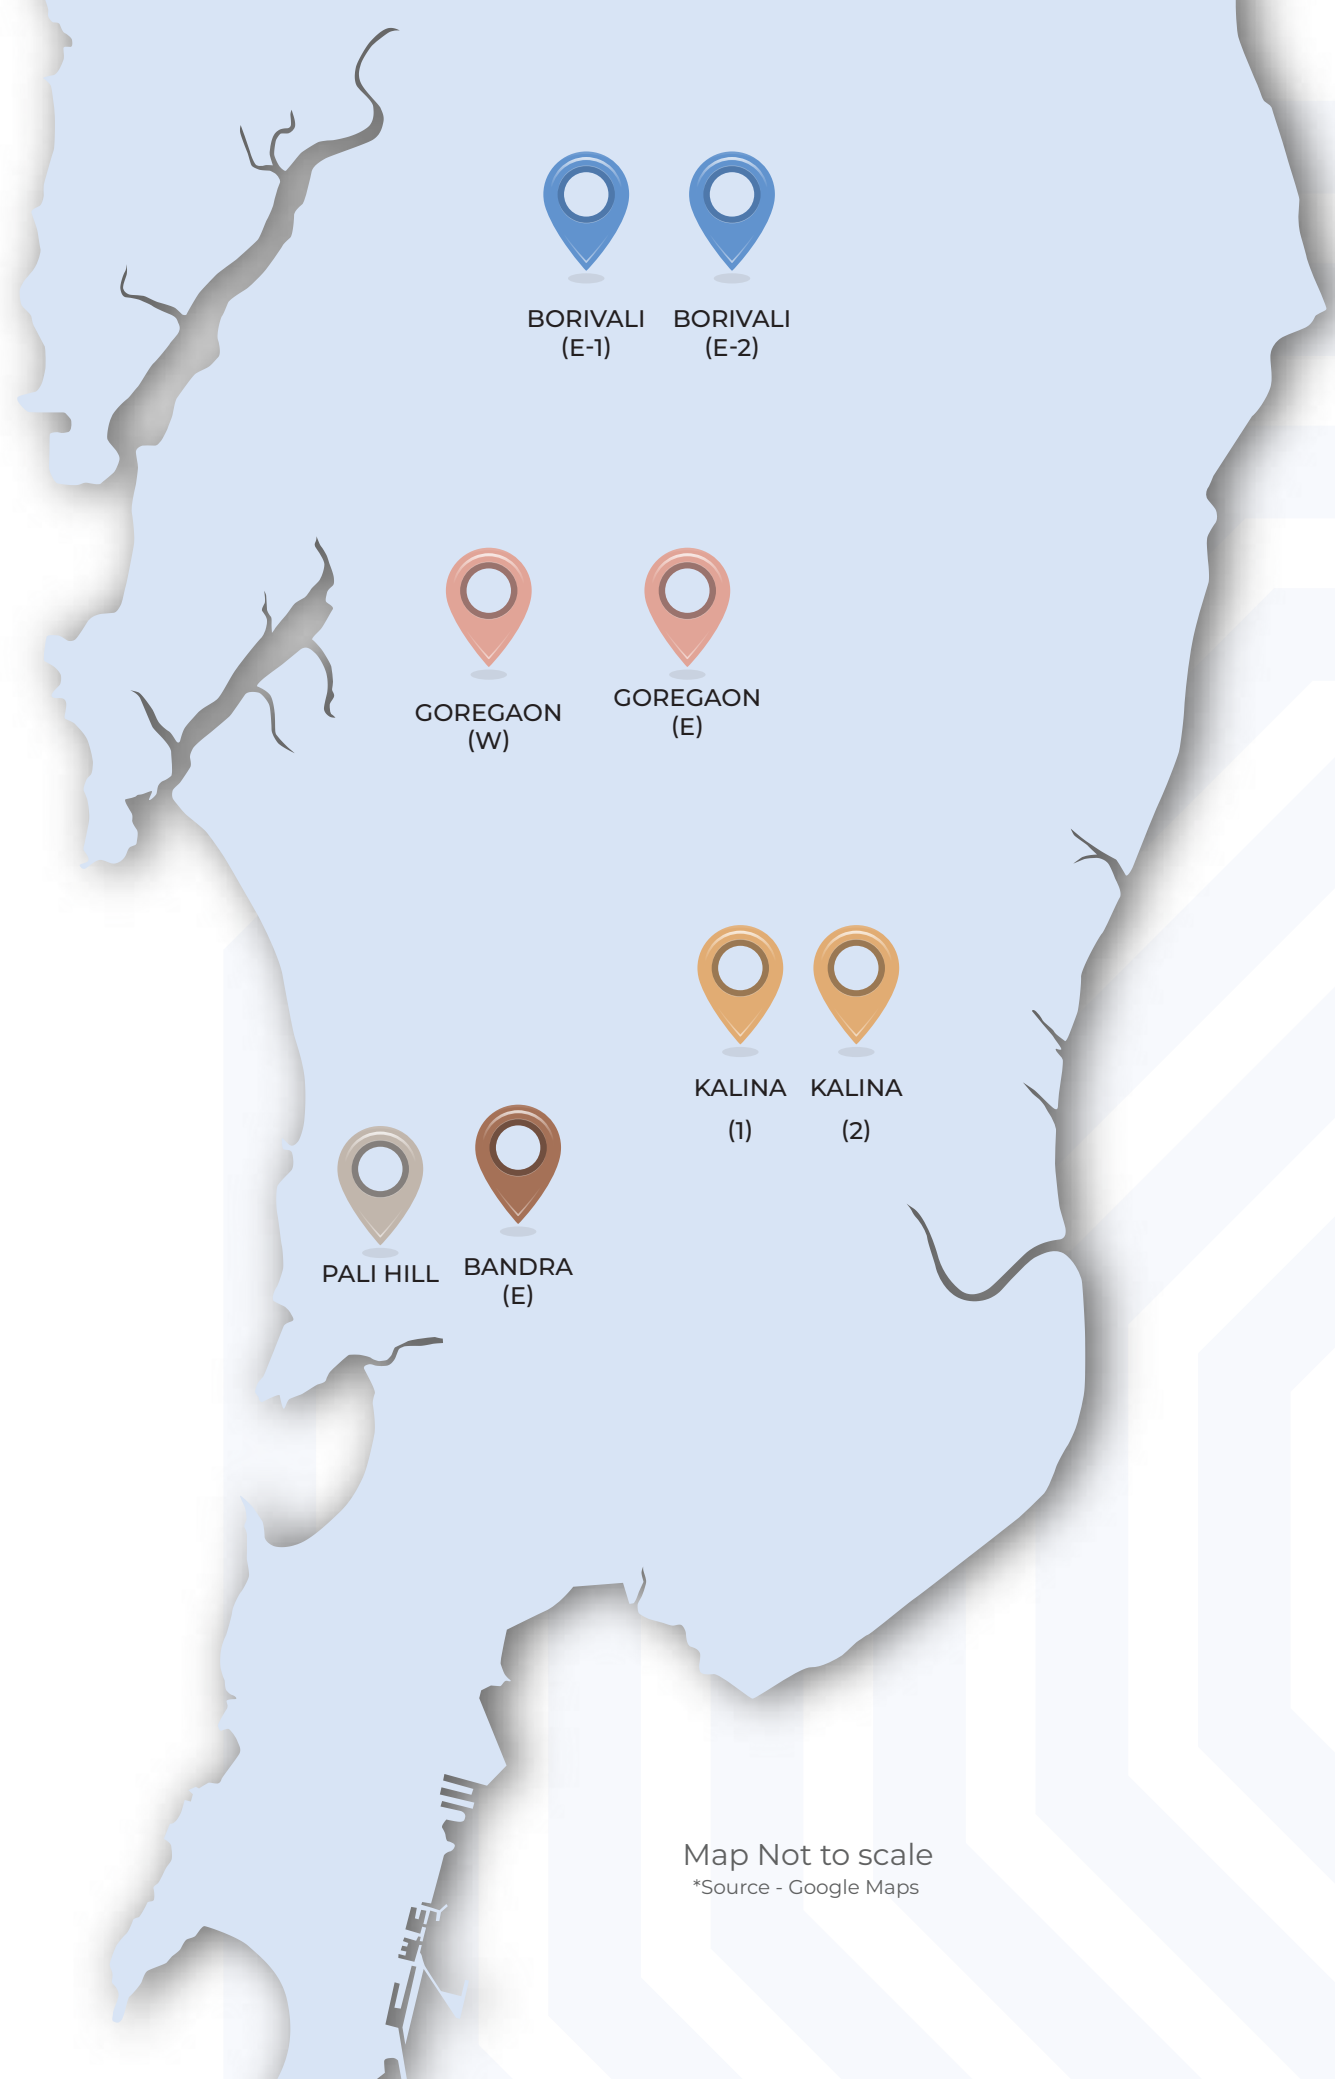 BORIVALI
(E-1)
BORIVALI
(E-2)
GOREGAON
(W)
GOREGAON
(E)
KALINA
(1)
KALINA
(2)
PALI HILL
BANDRA
(E)
Map Not to scale
*Source - Google Maps